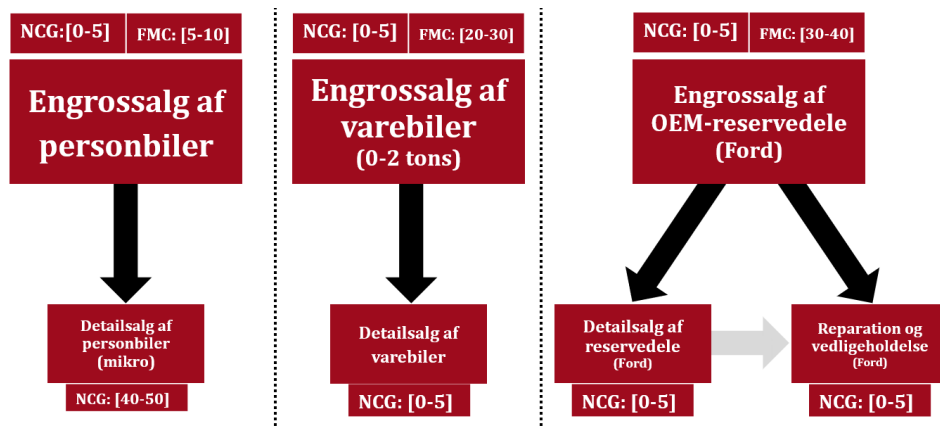 NCG:[0-5] FMC: [5-10]
Engrossalg af
personbiler
Detailsalg af
personbiler
(mikro)
NCG: [40-50]
NCG: [0-5] FMC: [20-30]
Engrossalg af
varebiler
(0-2 tons)
Detailsalg af
varebiler
NCG: [0-5]
NCG: [0-5] FMC: [30-40]
Engrossalg af
OEM-reservedele
(Ford)
Detailsalg af
reservedele
(Ford)
NCG: [0-5]
Reparation og
vedligeholdelse
(Ford)
NCG: [0-5]